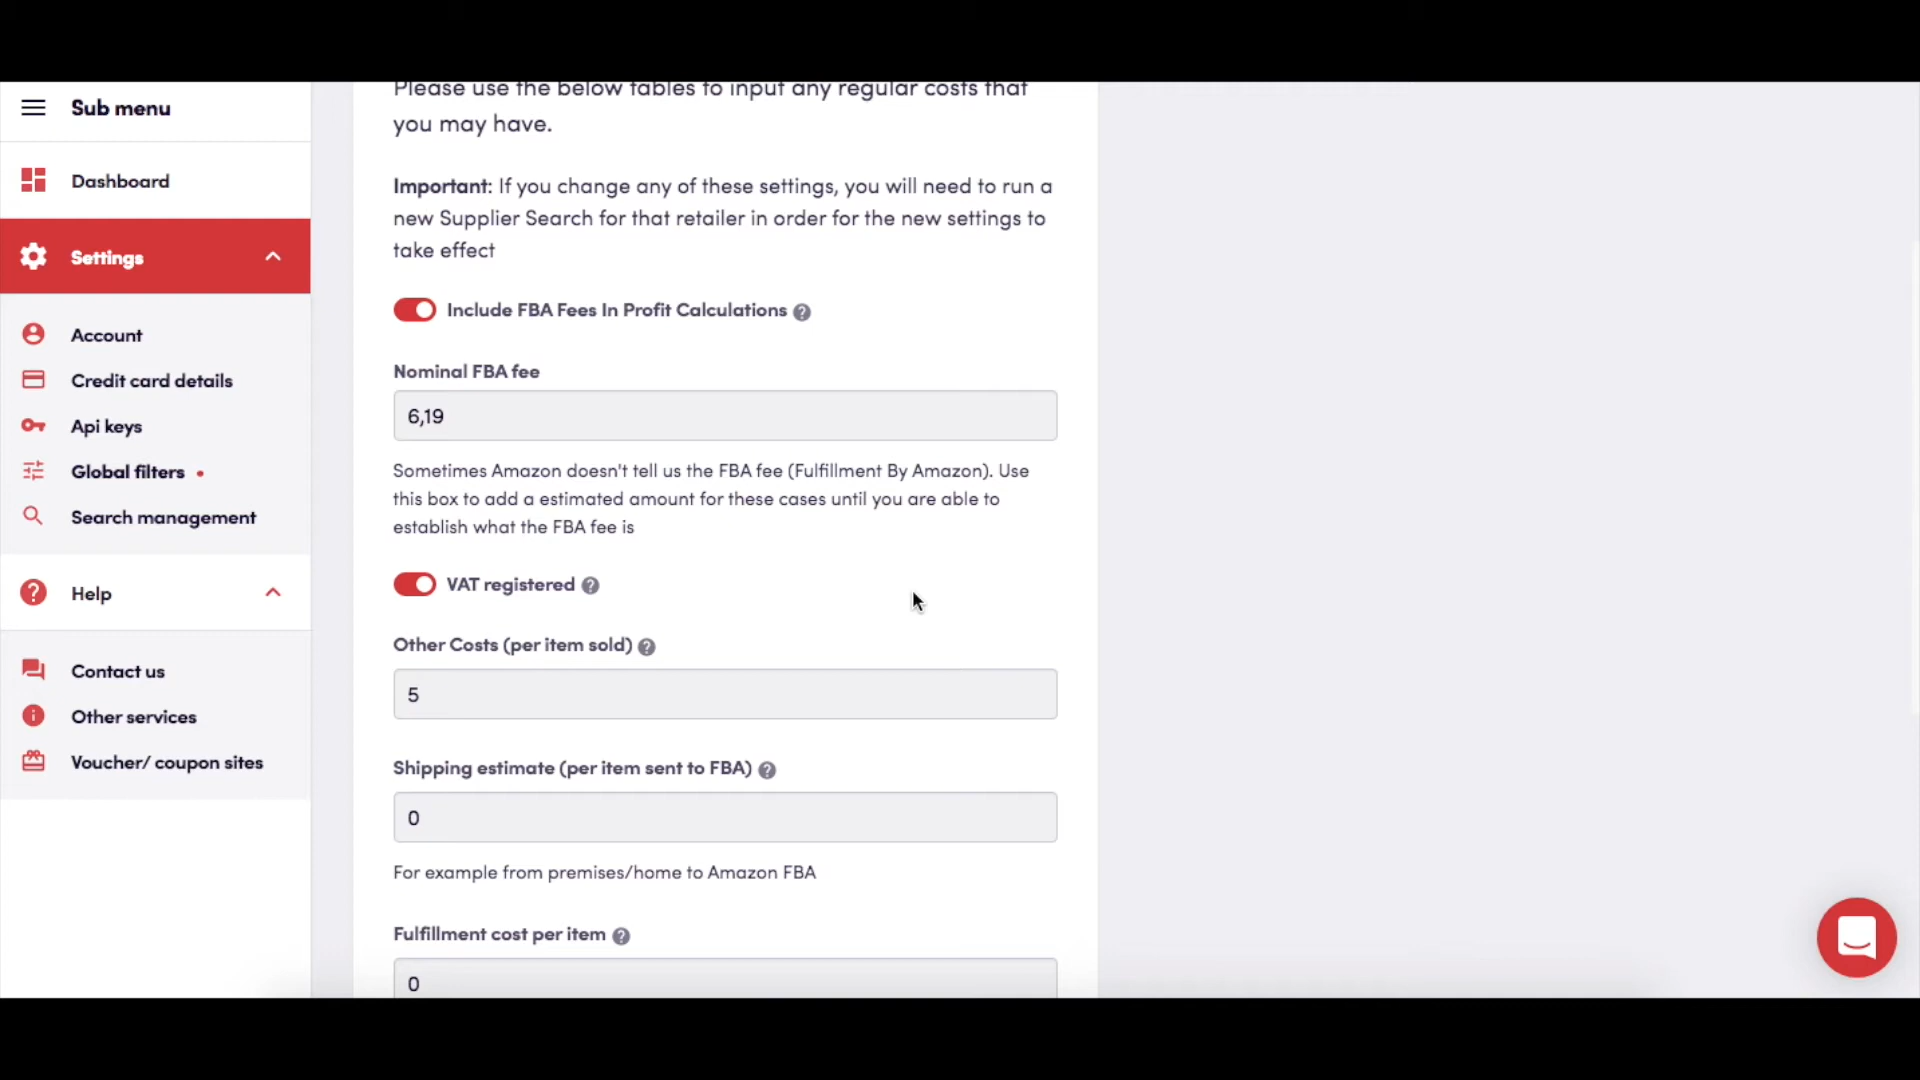 Sub menu
Dashboard
Settings
Account
Credit card details
Api keys
Global filters
Search management
Help
Contact us
Other services
Voucher/ coupon sites
Please use the below tables to input any regular costs that
you may have.
Important: If you change any of these settings, you will need to run a
new Supplier Search for that retailer in order for the new settings to
take effect
Include FBA Fees In Profit Calculations ?
Nominal FBA fee
6,19
Sometimes Amazon doesn't tell us the FBA fee (Fulfillment By Amazon). Use
this box to add a estimated amount for these cases until you are able to
establish what the FBA fee is
VAT registered ?
Other Costs (per item sold) ?
5
Shipping estimate (per item sent to FBA) ?
0
For example from premises/home to Amazon FBA
Fulfillment cost per item ?
0